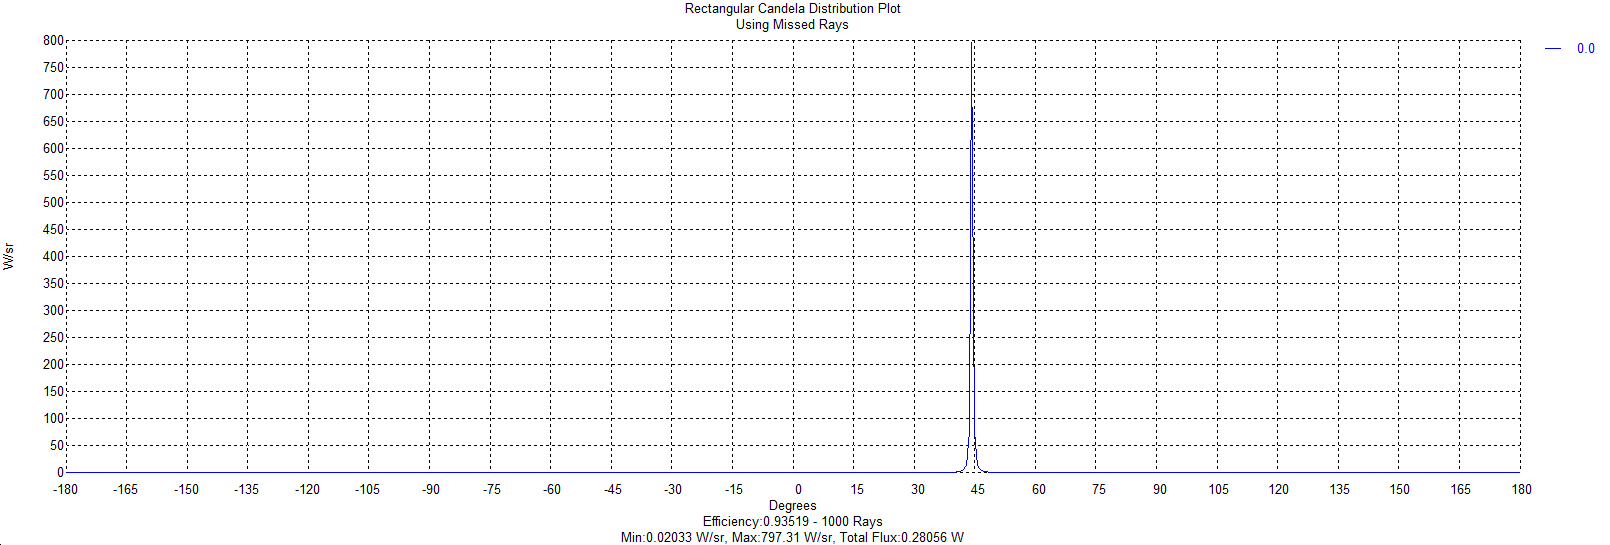 Rectangular Candela Distribution Plot
Using Missed Rays
800
750
700
650
600
550
500
450
400
350
300
250
200
150
100
50
0
W/sr
0.0
-180 -165 -150 -135 -120 -105 -90 -75 -60 -45 -30 -15 0 15 30 45 60 75 90 105 120 135 150 165 180
Degrees
Efficiency:0.93519 - 1000 Rays
Min:0.02033 W/sr, Max:797.31 W/sr, Total Flux:0.28056 W